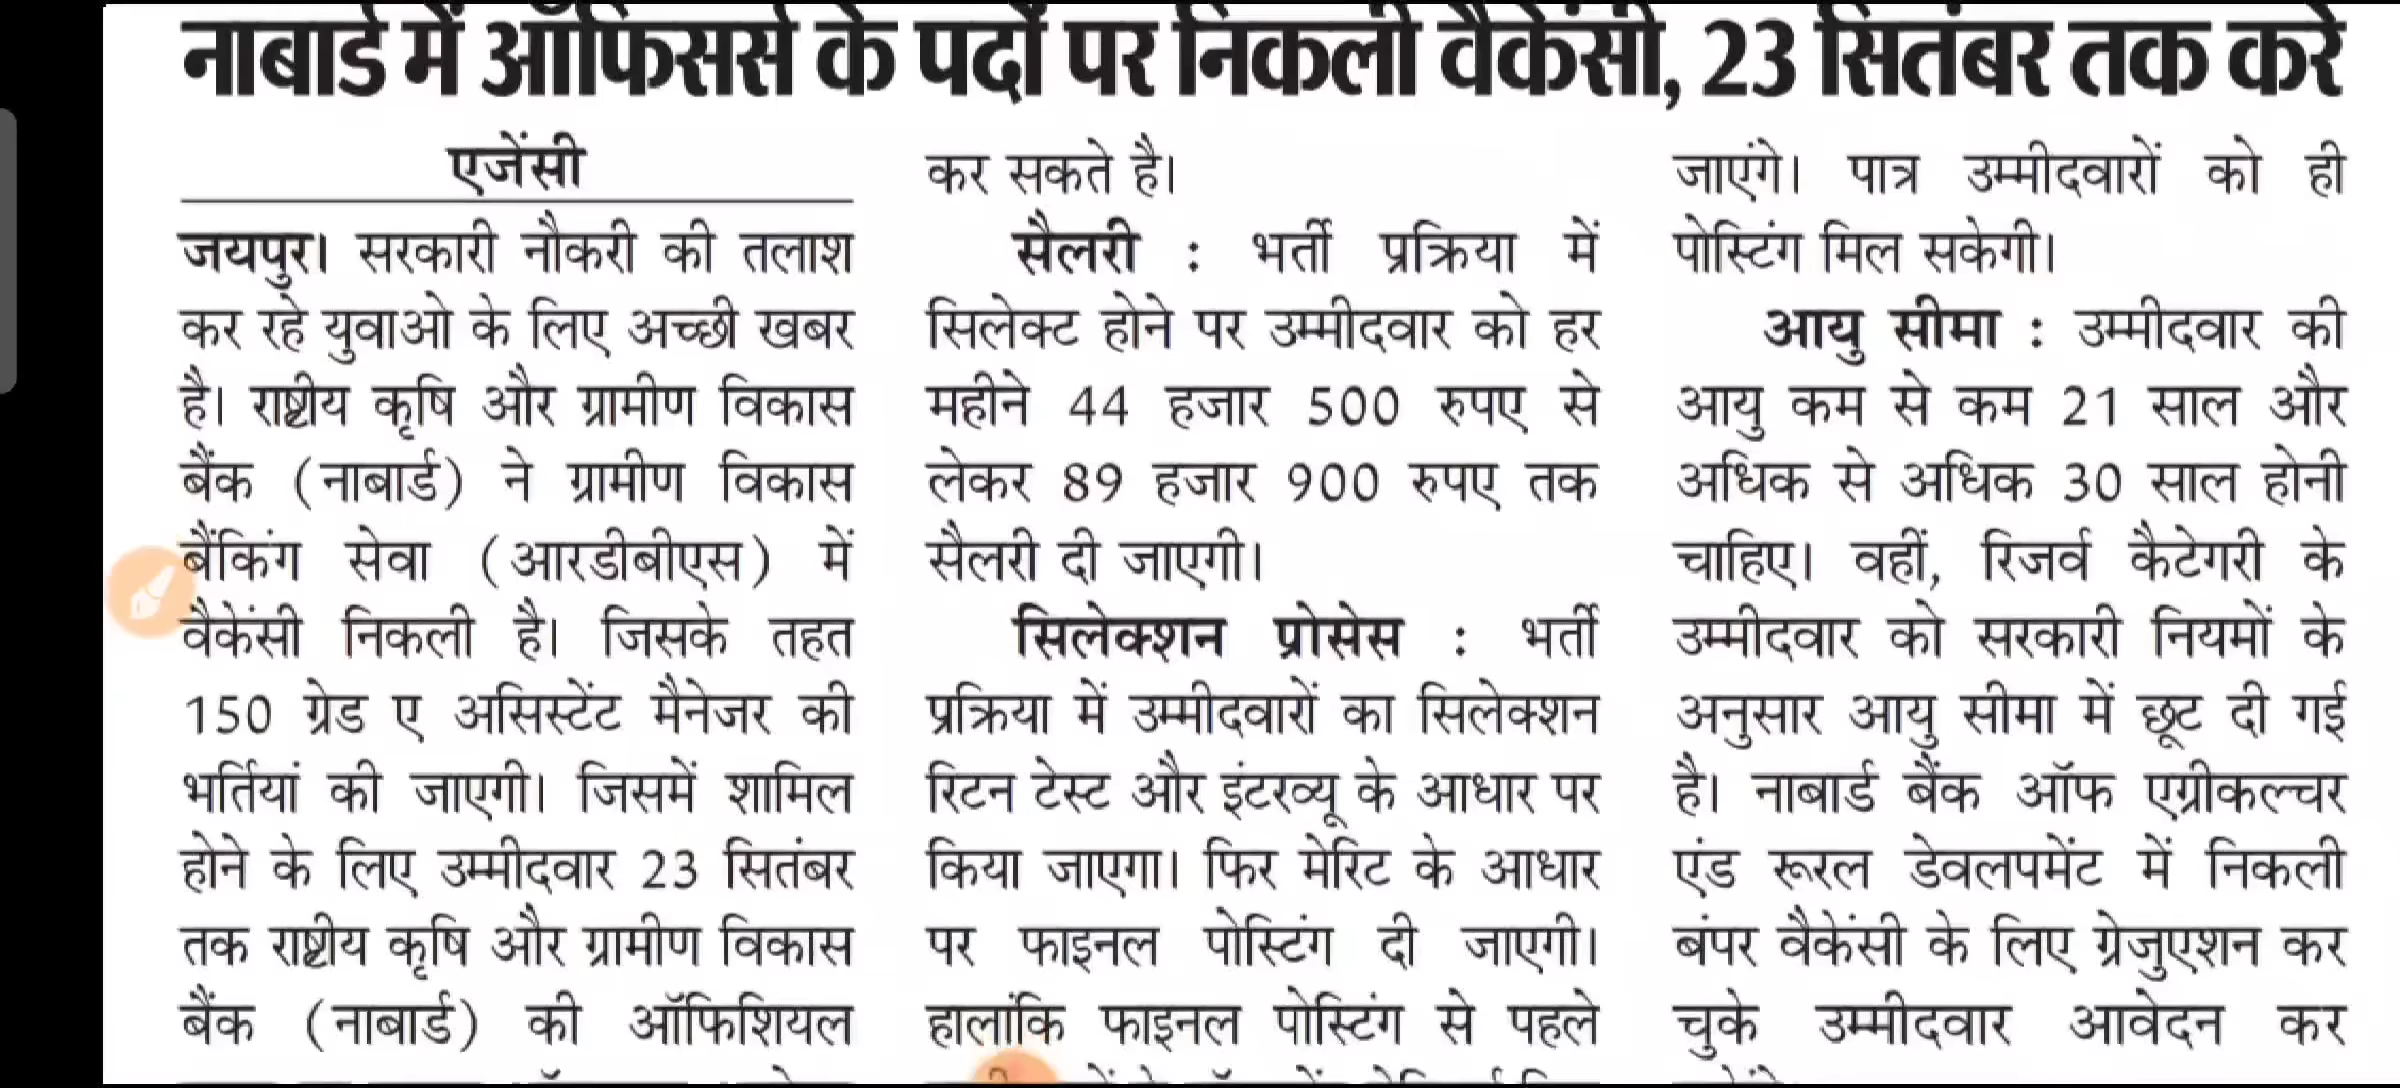 नाबार्ड में ऑफिसर्स के पदों पर निकली वैकेंसी, 23 सितंबर तक करें
एजेंसी
जयपुर। सरकारी नौकरी की तलाश
कर रहे युवाओ के लिए अच्छी खबर
है। राष्ट्रीय कृषि और ग्रामीण विकास
बैंक (नाबार्ड) ने ग्रामीण विकास
बैंकिंग सेवा (आरडीबीएस) में
वैकेंसी निकली है। जिसके तहत
150 ग्रेड ए असिस्टेंट मैनेजर की
भर्तियां की जाएगी। जिसमें शामिल
होने के लिए उम्मीदवार 23 सितंबर
तक राष्ट्रीय कृषि और ग्रामीण विकास
बैंक (नाबार्ड) की ऑफिशियल
कर सकते है।
सैलरी : भर्ती प्रक्रिया में
सिलेक्ट होने पर उम्मीदवार को हर
महीने 44 हजार 500 रुपए से
लेकर 89 हजार 900 रुपए तक
सैलरी दी जाएगी।
सिलेक्शन प्रोसेस : भर्ती
प्रक्रिया में उम्मीदवारों का सिलेक्शन
रिटन टेस्ट और इंटरव्यू के आधार पर
किया जाएगा। फिर मेरिट के आधार
पर फाइनल पोस्टिंग दी जाएगी।
हालांकि फाइनल पोस्टिंग से पहले
जाएंगे। पात्र उम्मीदवारों को ही
पोस्टिंग मिल सकेगी।
आयु सीमा : उम्मीदवार की
आयु कम से कम 21 साल और
अधिक से अधिक 30 साल होनी
चाहिए। वहीं, रिजर्व कैटेगरी के
उम्मीदवार को सरकारी नियमों के
अनुसार आयु सीमा में छूट दी गई
है। नाबार्ड बैंक ऑफ एग्रीकल्चर
एंड रूरल डेवलपमेंट में निकली
बंपर वैकेंसी के लिए ग्रेजुएशन कर
चुके उम्मीदवार आवेदन कर